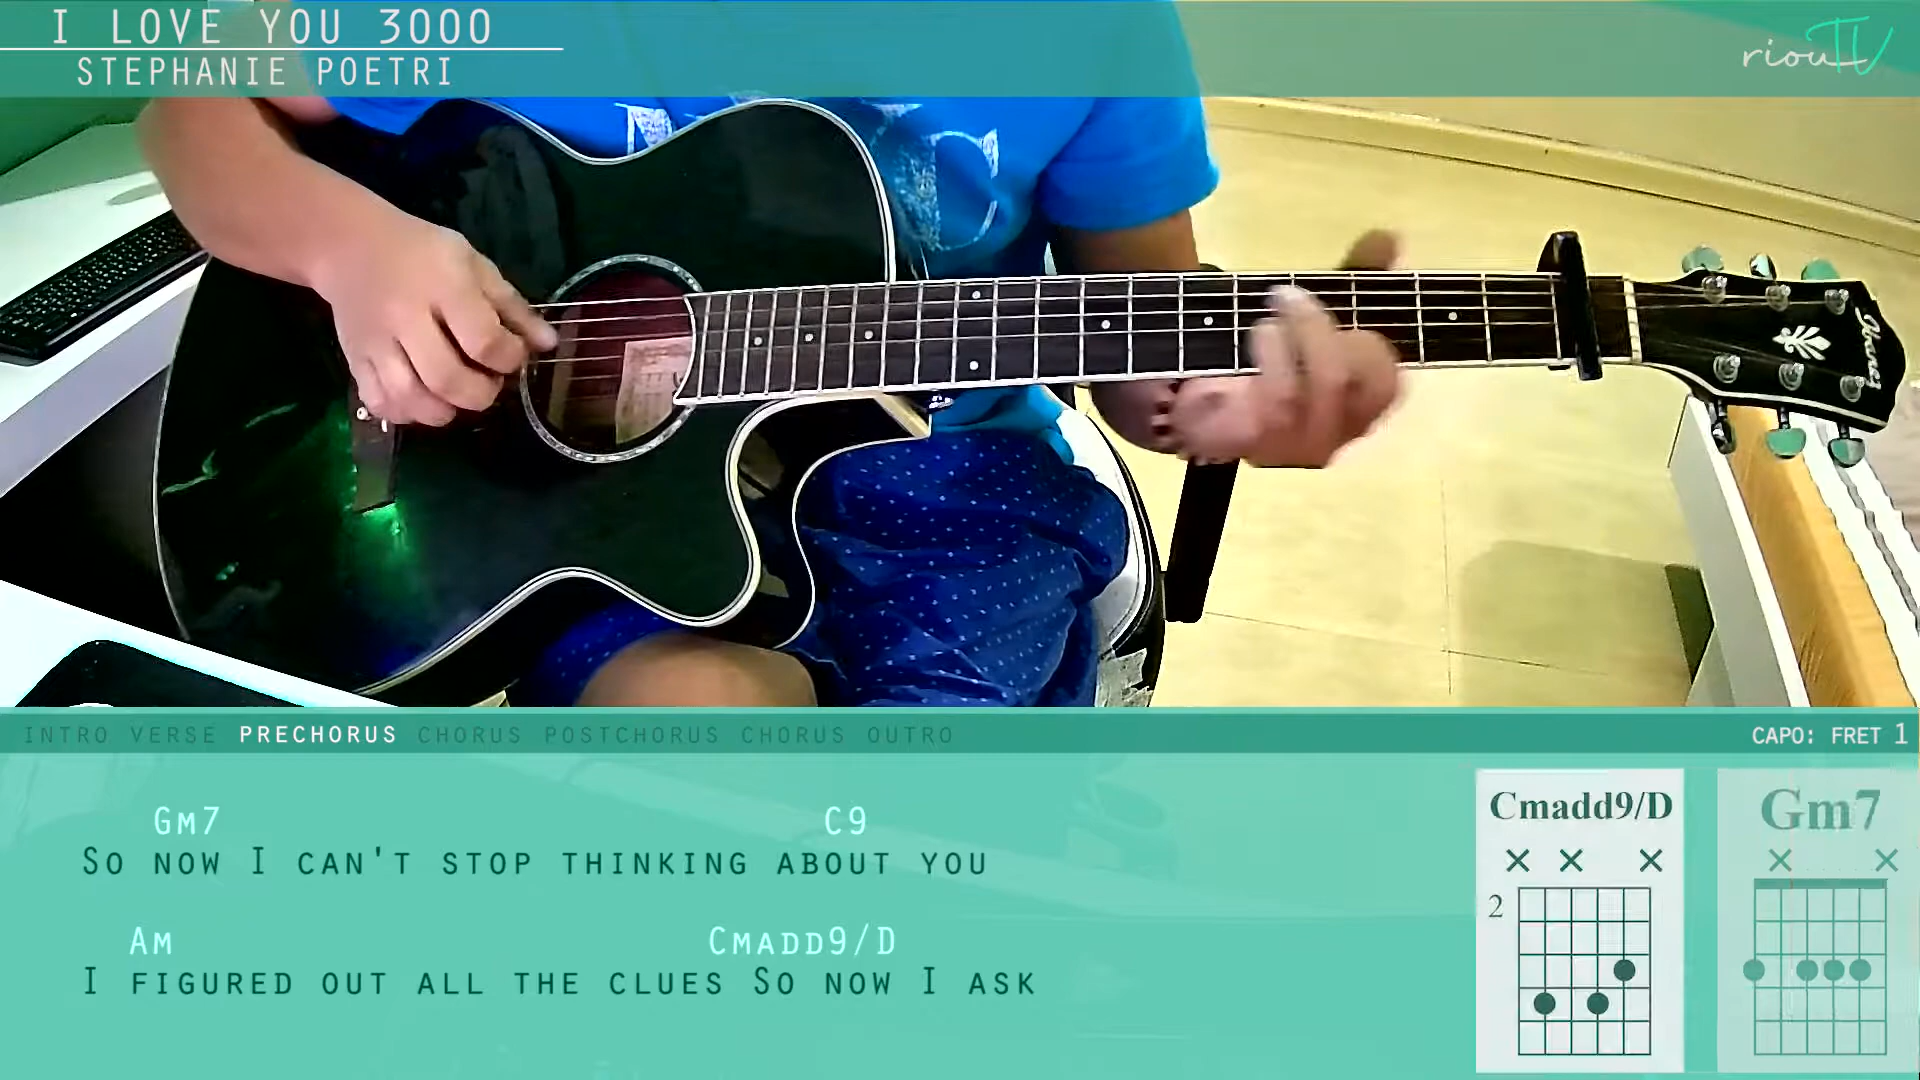 I LOVE YOU 3000
STEPHANIE POETRI
riouTV
Ibanez
INTRO VERSE PRECHORUS CHORUS POSTCHORUS CHORUS OUTRO
CAPO: FRET 1
GM7 C9
SO NOW I CAN'T STOP THINKING ABOUT YOU
AM CMADD9/D
I FIGURED OUT ALL THE CLUES SO NOW I ASK
Cmadd9/D
× × ×
2
Gm7
× ×